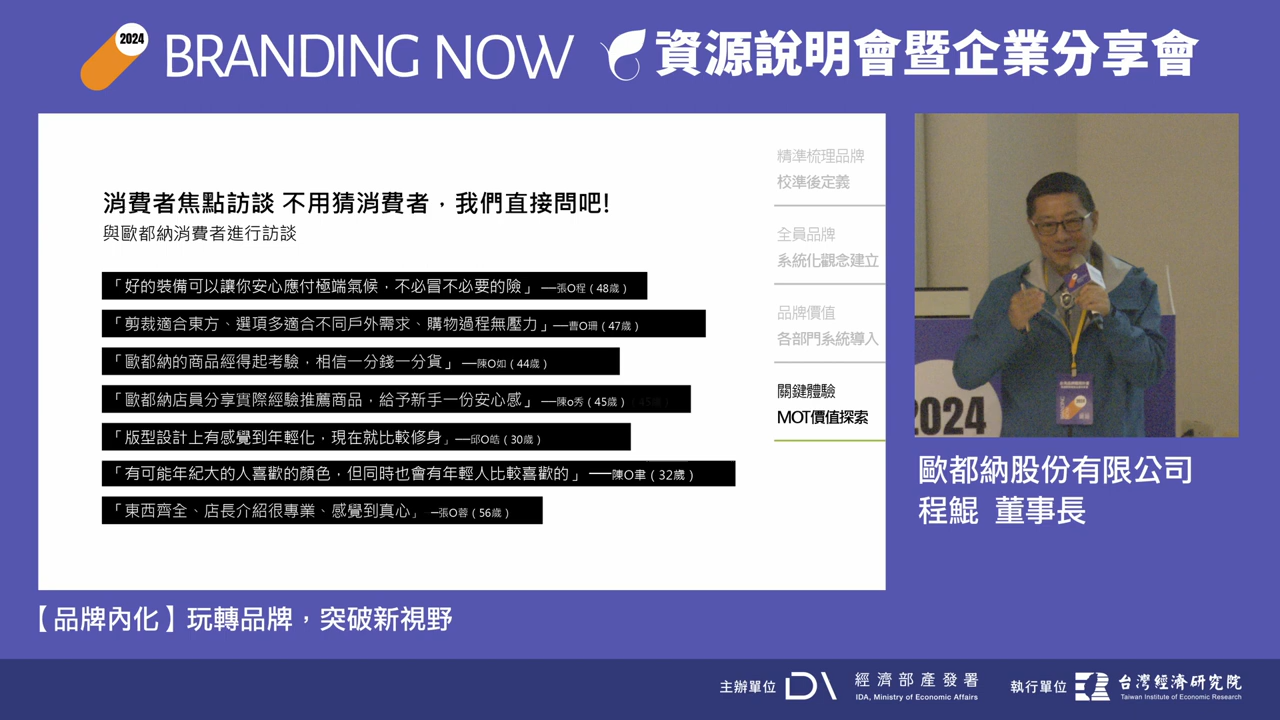 2024 BRANDING NOW 資源說明會暨企業分享會
消費者焦點訪談 不用猜消費者，我們直接問吧!
與歐都納消費者進行訪談
「好的裝備可以讓你安心應付極端氣候，不必冒不必要的險」 —張O程（48歲）
「剪裁適合東方、選項多適合不同戶外需求、購物過程無壓力」—曹O珊（47歲）
「歐都納的商品經得起考驗，相信一分錢一分貨」 —陳O如（44歲）
「歐都納店員分享實際經驗推薦商品，給予新手一份安心感」 —陳o秀（45歲）
「版型設計上有感覺到年輕化，現在就比較修身」—邱O皓（30歲）
「有可能年紀大的人喜歡的顏色，但同時也會有年輕人比較喜歡的」 —陳O聿（32歲）
「東西齊全、店長介紹很專業、感覺到真心」 —張O蓉（56歲）
精準梳理品牌
校準後定義
全員品牌
系統化觀念建立
品牌價值
各部門系統導入
關鍵體驗
MOT價值探索
2024
歐都納股份有限公司
程鯤 董事長
【品牌內化】玩轉品牌，突破新視野
主辦單位 經濟部產發署
IDA, Ministry of Economic Affairs
執行單位 台灣經濟研究院
Taiwan Institute of Economic Research